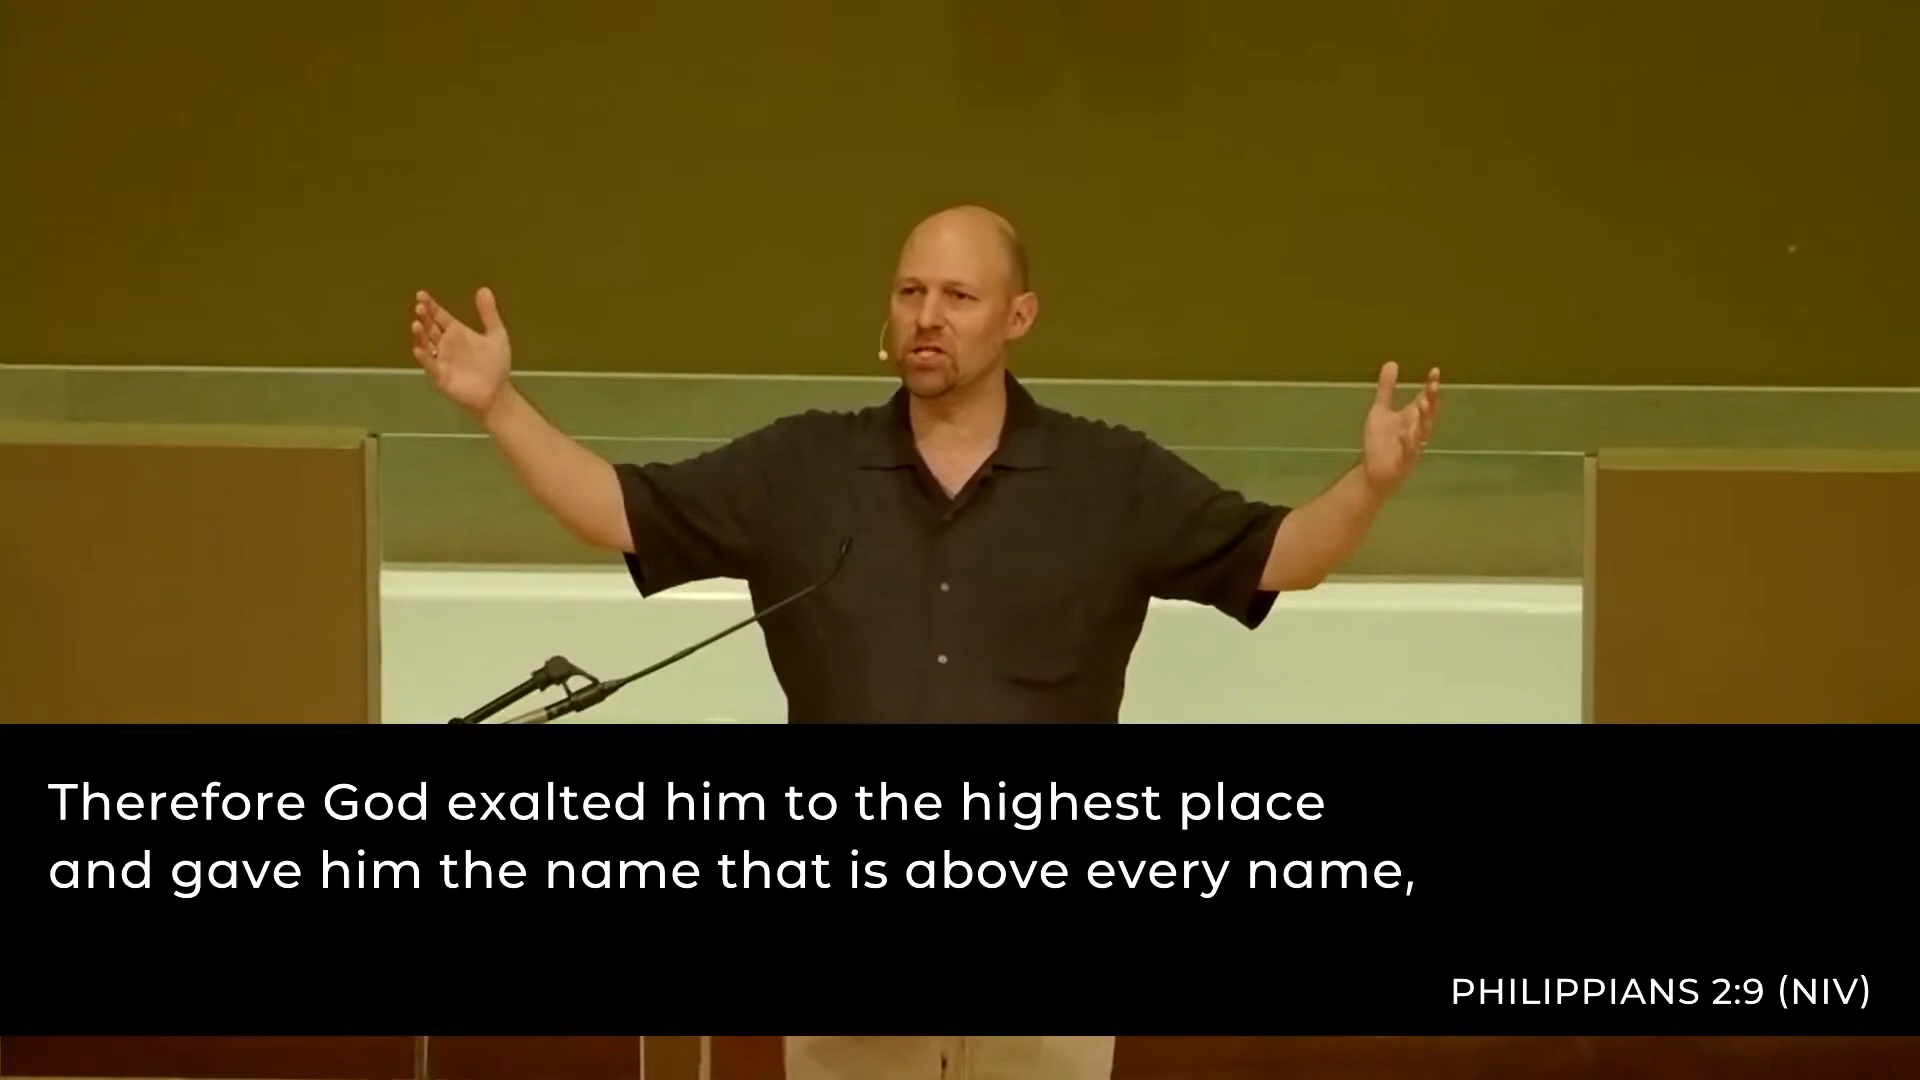 Therefore God exalted him to the highest place
and gave him the name that is above every name,
PHILIPPIANS 2:9 (NIV)